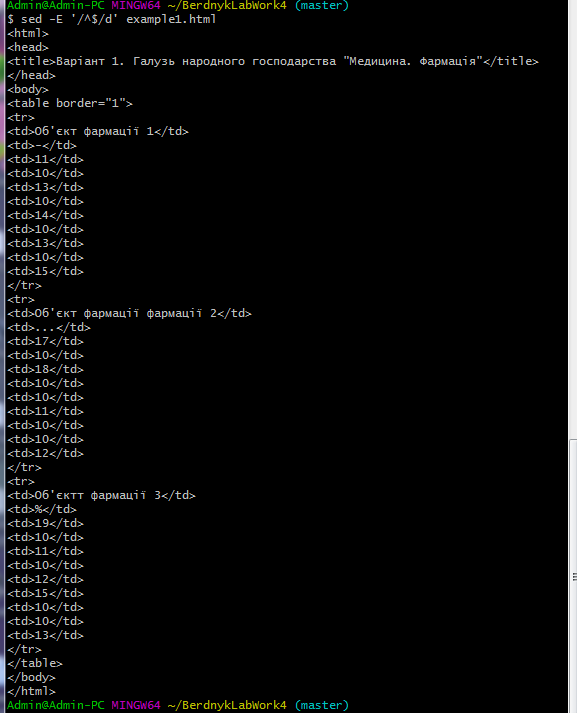 Admin@Admin-PC MINGW64 ~/BerdnykLabWork4 (master)
$ sed -E '/^$/d' example1.html
<html>
<head>
<title>Варіант 1. Галузь народного господарства "Медицина. Фармація"</title>
</head>
<body>
<table border="1">
<tr>
<td>Об'єкт фармації 1</td>
<td>-</td>
<td>11</td>
<td>10</td>
<td>13</td>
<td>10</td>
<td>14</td>
<td>10</td>
<td>13</td>
<td>10</td>
<td>15</td>
</tr>
<tr>
<td>Об'єкт фармації фармації 2</td>
<td>...</td>
<td>17</td>
<td>10</td>
<td>18</td>
<td>10</td>
<td>10</td>
<td>11</td>
<td>10</td>
<td>10</td>
<td>12</td>
</tr>
<tr>
<td>Об'єктт фармації 3</td>
<td>%</td>
<td>19</td>
<td>10</td>
<td>11</td>
<td>10</td>
<td>12</td>
<td>15</td>
<td>10</td>
<td>10</td>
<td>13</td>
</tr>
</table>
</body>
</html>
Admin@Admin-PC MINGW64 ~/BerdnykLabWork4 (master)